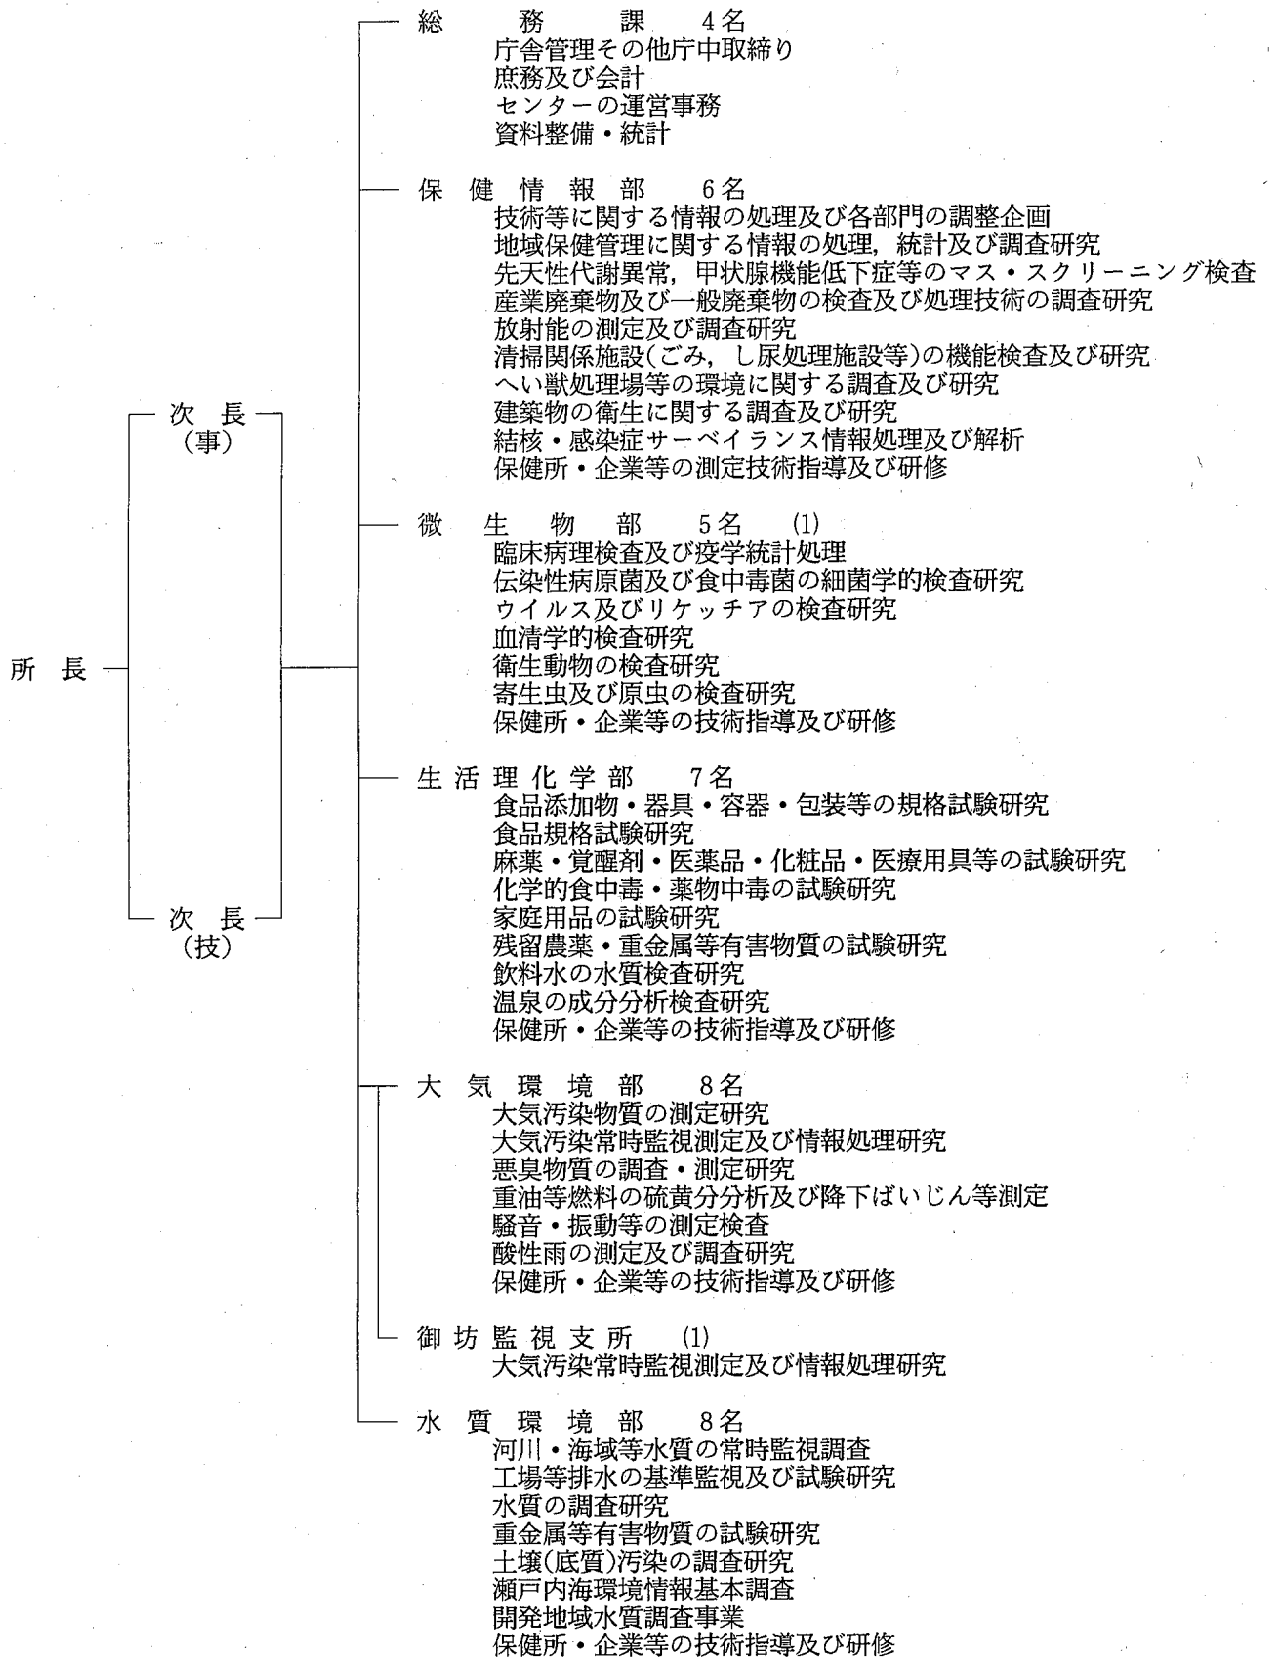 総務課 4名
庁舎管理その他庁中取締り
庶務及び会計
センターの運営事務
資料整備・統計
保健情報部 6名
技術等に関する情報の処理及び各部門の調整企画
地域保健管理に関する情報の処理，統計及び調査研究
先天性代謝異常，甲状腺機能低下症等のマス・スクリーニング検査
産業廃棄物及び一般廃棄物の検査及び処理技術の調査研究
放射能の測定及び調査研究
清掃関係施設(ごみ，し尿処理施設等)の機能検査及び研究
へい獣処理場等の環境に関する調査及び研究
建築物の衛生に関する調査及び研究
結核・感染症サーベイランス情報処理及び解析
保健所・企業等の測定技術指導及び研修
次長
(事)
微生物部 5名 (1)
臨床病理検査及び疫学統計処理
伝染性病原菌及び食中毒菌の細菌学的検査研究
ウイルス及びリケッチアの検査研究
血清学的検査研究
衛生動物の検査研究
寄生虫及び原虫の検査研究
保健所・企業等の技術指導及び研修
所長
生活理化学部 7名
食品添加物・器具・容器・包装等の規格試験研究
食品規格試験研究
麻薬・覚醒剤・医薬品・化粧品・医療用具等の試験研究
化学的食中毒・薬物中毒の試験研究
家庭用品の試験研究
残留農薬・重金属等有害物質の試験研究
飲料水の水質検査研究
温泉の成分分析検査研究
保健所・企業等の技術指導及び研修
次長
(技)
大気環境部 8名
大気汚染物質の測定研究
大気汚染常時監視測定及び情報処理研究
悪臭物質の調査・測定研究
重油等燃料の硫黄分分析及び降下ばいじん等測定
騒音・振動等の測定検査
酸性雨の測定及び調査研究
保健所・企業等の技術指導及び研修
御坊監視支所 (1)
大気汚染常時監視測定及び情報処理研究
水質環境部 8名
河川・海域等水質の常時監視調査
工場等排水の基準監視及び試験研究
水質の調査研究
重金属等有害物質の試験研究
土壌(底質)汚染の調査研究
瀬戸内海環境情報基本調査
開発地域水質調査事業
保健所・企業等の技術指導及び研修